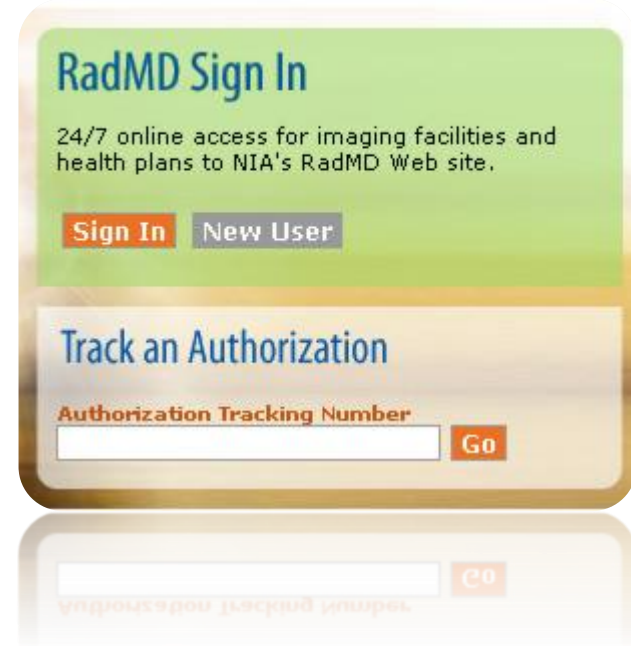 RadMD Sign In
24/7 online access for imaging facilities and
health plans to NIA's RadMD Web site.
Sign In New User
Track an Authorization
Authorization Tracking Number
Go